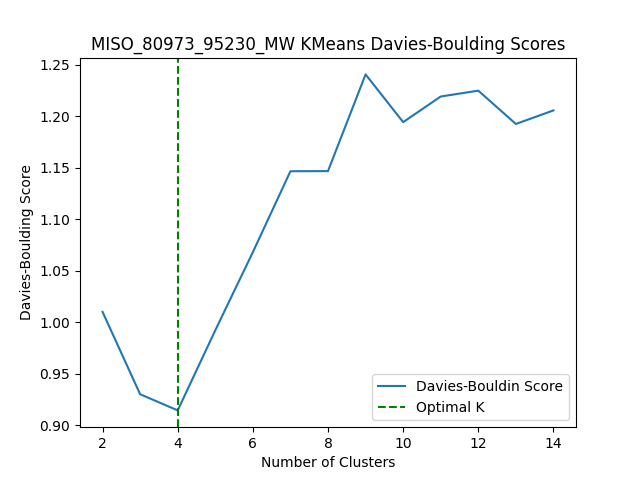 MISO_80973_95230_MW KMeans Davies-Boulding Scores
Davies-Boulding Score
1.25
1.20
1.15
1.10
1.05
1.00
0.95
0.90
Davies-Bouldin Score
Optimal K
2 4 6 8 10 12 14
Number of Clusters